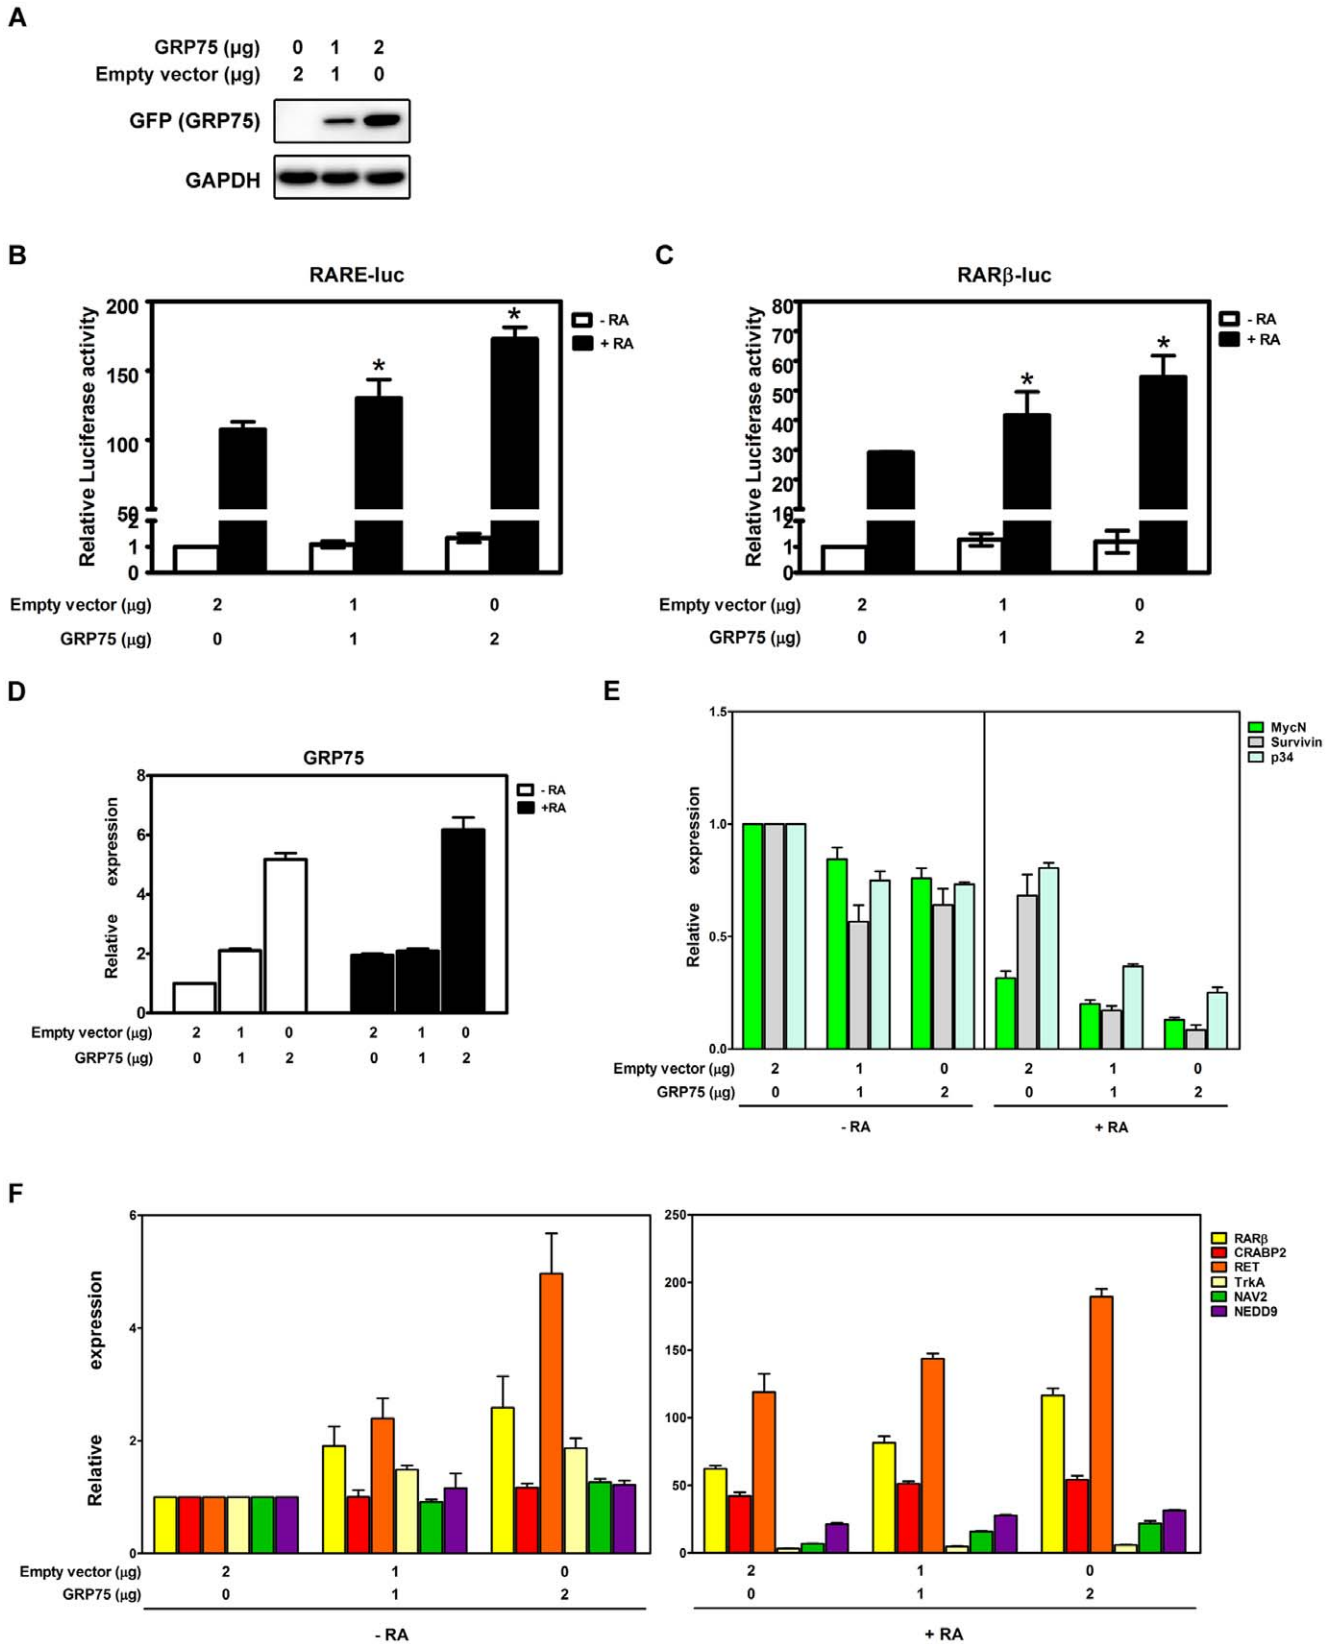 A
GRP75 (μg) 0 1 2
Empty vector (μg) 2 1 0
GFP (GRP75)
GAPDH
B
RARE-luc
Relative Luciferase activity
200
150
100
50
2
1
0
- RA
+ RA
*
*
Empty vector (μg) 2 1 0
GRP75 (μg) 0 1 2
C
RARβ-luc
Relative Luciferase activity
80
70
60
50
40
30
20
10
2
1
0
- RA
+ RA
*
*
Empty vector (μg) 2 1 0
GRP75 (μg) 0 1 2
D
GRP75
Relative expression
8
6
4
2
0
- RA
+RA
Empty vector (μg) 2 1 0 2 1 0
GRP75 (μg) 0 1 2 0 1 2
E
Relative expression
1.5
1.0
0.5
0.0
MycN
Survivin
p34
Empty vector (μg) 2 1 0 2 1 0
GRP75 (μg) 0 1 2 0 1 2
- RA + RA
F
Relative expression
6
4
2
0
250
200
150
100
50
0
RARβ
CRABP2
RET
TrkA
NAV2
NEDD9
Empty vector (μg) 2 1 0 2 1 0
GRP75 (μg) 0 1 2 0 1 2
- RA + RA